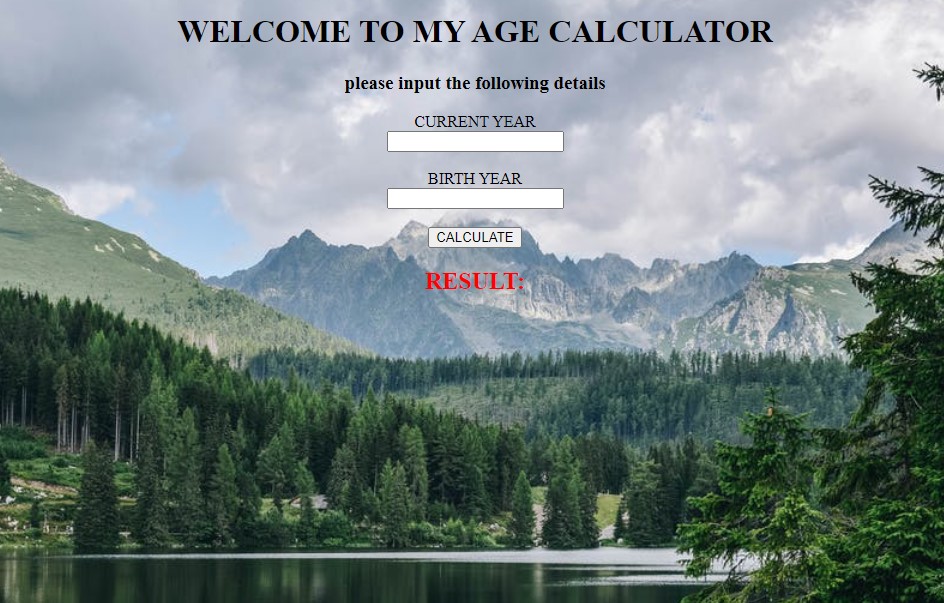 WELCOME TO MY AGE CALCULATOR
please input the following details
CURRENT YEAR
BIRTH YEAR
CALCULATE
RESULT: